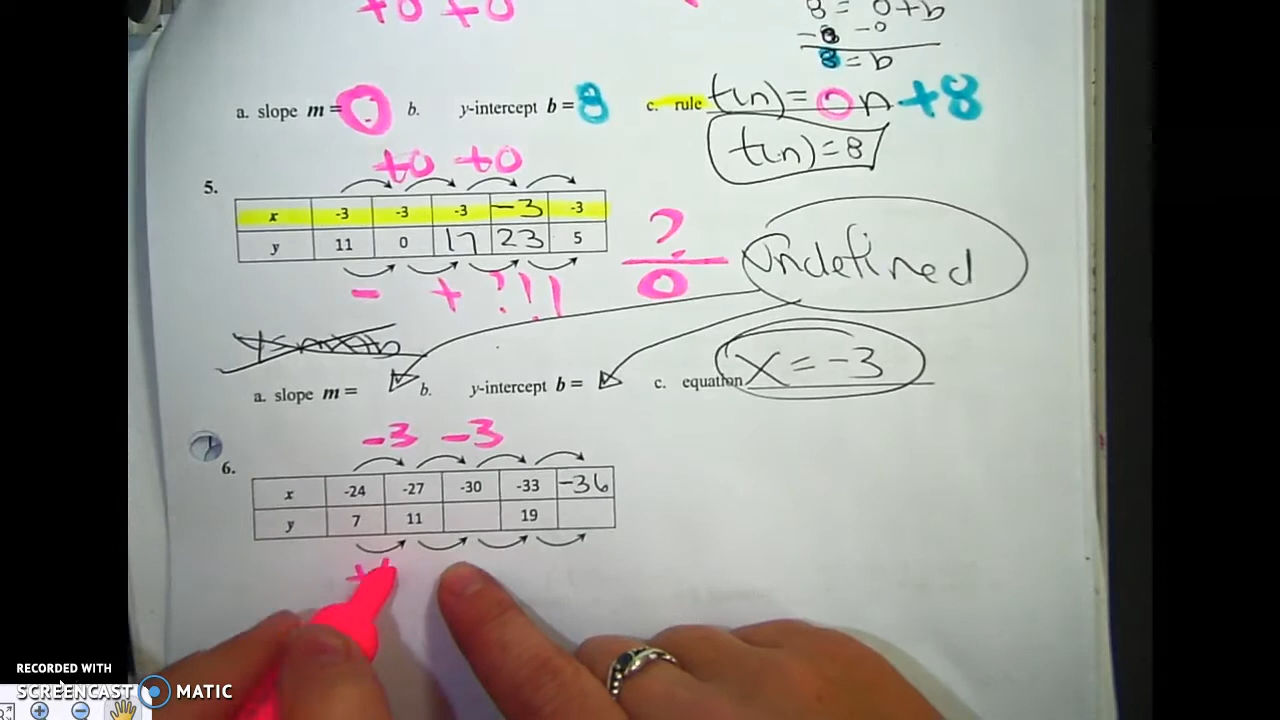 +0 +0
8 = 0+b
-8 -0
8 = b
a. slope m = 0 b. y-intercept b = 8 c. rule t(n) = 0n +8
t(n) = 8
+0 +0
5.
x -3 -3 -3 -3 -3
y 11 0 17 23 5
- + ? ! !
?
0
Undefined
y=mx+b
a. slope m = b. y-intercept b = c. equation x = -3
-3 -3
6.
x -24 -27 -30 -33 -36
y 7 11 19
RECORDED WITH
SCREENCAST MATIC